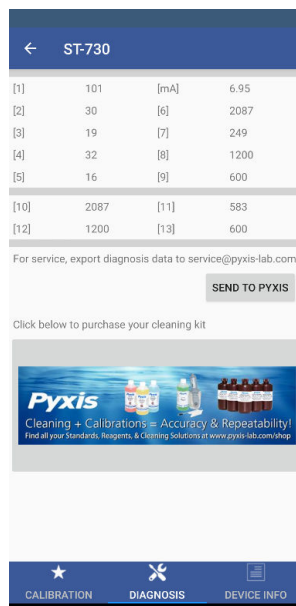 ST-730
[1] 101 [mA] 6.95
[2] 30 [6] 2087
[3] 19 [7] 249
[4] 32 [8] 1200
[5] 16 [9] 600
[10] 2087 [11] 583
[12] 1200 [13] 600
For service, export diagnosis data to service@pyxis-lab.com
SEND TO PYXIS
Click below to purchase your cleaning kit
Pyxis
Cleaning + Calibrations = Accuracy & Repeatability!
Find all your Standards, Reagents, & Cleaning Solutions at www.pyxis-lab.com/shop
CALIBRATION DIAGNOSIS DEVICE INFO